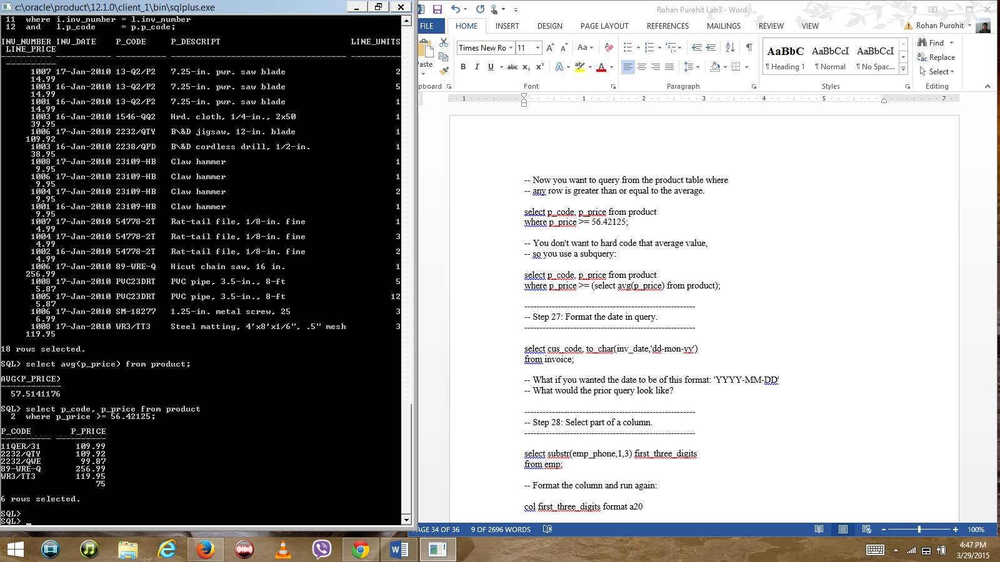 c:\oracle\product\12.1.0\client_1\bin\sqlplus.exe
11  where i.inv_number = l.inv_number
12  and   l.p_code     = p.p_code;
INV_NUMBER INV_DATE    P_CODE     P_DESCRIPT                          LINE_UNITS
LINE_PRICE
---------- ----------- ---------- ----------------------------------- ----------
----------
1007 17-Jan-2010 13-Q2/P2   7.25-in. pwr. saw blade                      2
14.99
1003 16-Jan-2010 13-Q2/P2   7.25-in. pwr. saw blade                      5
14.99
1001 16-Jan-2010 13-Q2/P2   7.25-in. pwr. saw blade                      1
14.99
1003 16-Jan-2010 1546-QQ2   Hrd. cloth, 1/4-in., 2x50                    1
39.95
1006 17-Jan-2010 2232/QTY   B\&D jigsaw, 12-in. blade                    1
109.92
1003 16-Jan-2010 2238/QPD   B\&D cordless drill, 1/2-in.                 1
38.95
1008 17-Jan-2010 23109-HB   Claw hammer                                  1
9.95
1006 17-Jan-2010 23109-HB   Claw hammer                                  1
9.95
1004 17-Jan-2010 23109-HB   Claw hammer                                  2
9.95
1001 16-Jan-2010 23109-HB   Claw hammer                                  1
9.95
1007 17-Jan-2010 54778-2T   Rat-tail file, 1/8-in. fine                  1
4.99
1004 17-Jan-2010 54778-2T   Rat-tail file, 1/8-in. fine                  3
4.99
1002 16-Jan-2010 54778-2T   Rat-tail file, 1/8-in. fine                  2
4.99
1006 17-Jan-2010 89-WRE-Q   Hicut chain saw, 16 in.                      1
256.99
1008 17-Jan-2010 PVC23DRT   PVC pipe, 3.5-in., 8-ft                      5
5.87
1005 17-Jan-2010 PVC23DRT   PVC pipe, 3.5-in., 8-ft                     12
5.87
1006 17-Jan-2010 SM-18277   1.25-in. metal screw, 25                     3
6.99
1008 17-Jan-2010 WR3/TT3    Steel matting, 4'x8'x1/6", .5" mesh          3
119.95
18 rows selected.
SQL> select avg(p_price) from product;
AVG(P_PRICE)
------------
57.5141176
SQL> select p_code, p_price from product
2  where p_price >= 56.42125;
P_CODE        P_PRICE
---------- ----------
11QER/31       109.99
2232/QTY       109.92
2232/QWE        99.87
89-WRE-Q       256.99
WR3/TT3        119.95
75
6 rows selected.
SQL>
SQL> _
Rohan Purohit Lab3 - Word
FILE HOME INSERT DESIGN PAGE LAYOUT REFERENCES MAILINGS REVIEW VIEW Rohan Purohit
Times New Ro 11 Aa
AaBbC AaBbCcI AaBbCcI
Find
Replace
Select
aste
B I U abc x2 x2 A ab A
¶ Heading 1 ¶ Normal ¶ No Spac...
pboard Font Paragraph Styles Editing
1 1 2 3 4 5 7
-- Now you want to query from the product table where
-- any row is greater than or equal to the average.
select p_code, p_price from product
where p_price >= 56.42125;
-- You don't want to hard code that average value,
-- so you use a subquery:
select p_code, p_price from product
where p_price >= (select avg(p_price) from product);
-------------------------------------------------------
-- Step 27: Format the date in query.
-------------------------------------------------------
select cus_code, to_char(inv_date,'dd-mon-yy')
from invoice;
-- What if you wanted the date to be of this format: 'YYYY-MM-DD'
-- What would the prior query look like?
-------------------------------------------------------
-- Step 28: Select part of a column.
-------------------------------------------------------
select substr(emp_phone,1,3) first_three_digits
from emp;
-- Format the column and run again:
col first_three_digits format a20
PAGE 34 OF 36 9 OF 2696 WORDS 100%
4:47 PM
3/29/2015